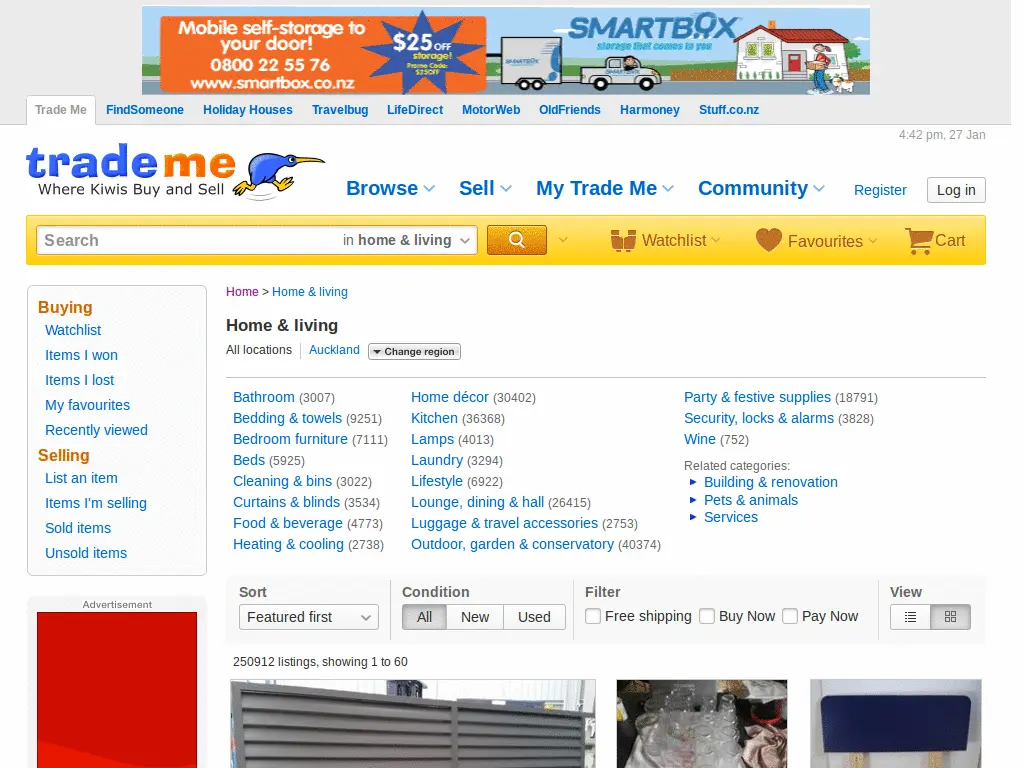 Mobile self-storage to
your door!
0800 22 55 76
www.smartbox.co.nz
$25 OFF
storage!
Promo Code:
$25OFF
SMARTBOX
storage that comes to you
Trade Me FindSomeone Holiday Houses Travelbug LifeDirect MotorWeb OldFriends Harmoney Stuff.co.nz
4:42 pm, 27 Jan
trademe
Where Kiwis Buy and Sell
Browse Sell My Trade Me Community Register Log in
Search in home & living Watchlist Favourites Cart
Buying
Watchlist
Items I won
Items I lost
My favourites
Recently viewed
Selling
List an item
Items I'm selling
Sold items
Unsold items
Advertisement
Home > Home & living
Home & living
All locations Auckland Change region
Bathroom (3007)
Bedding & towels (9251)
Bedroom furniture (7111)
Beds (5925)
Cleaning & bins (3022)
Curtains & blinds (3534)
Food & beverage (4773)
Heating & cooling (2738)
Home décor (30402)
Kitchen (36368)
Lamps (4013)
Laundry (3294)
Lifestyle (6922)
Lounge, dining & hall (26415)
Luggage & travel accessories (2753)
Outdoor, garden & conservatory (40374)
Party & festive supplies (18791)
Security, locks & alarms (3828)
Wine (752)
Related categories:
Building & renovation
Pets & animals
Services
Sort Condition Filter View
Featured first All New Used Free shipping Buy Now Pay Now
250912 listings, showing 1 to 60